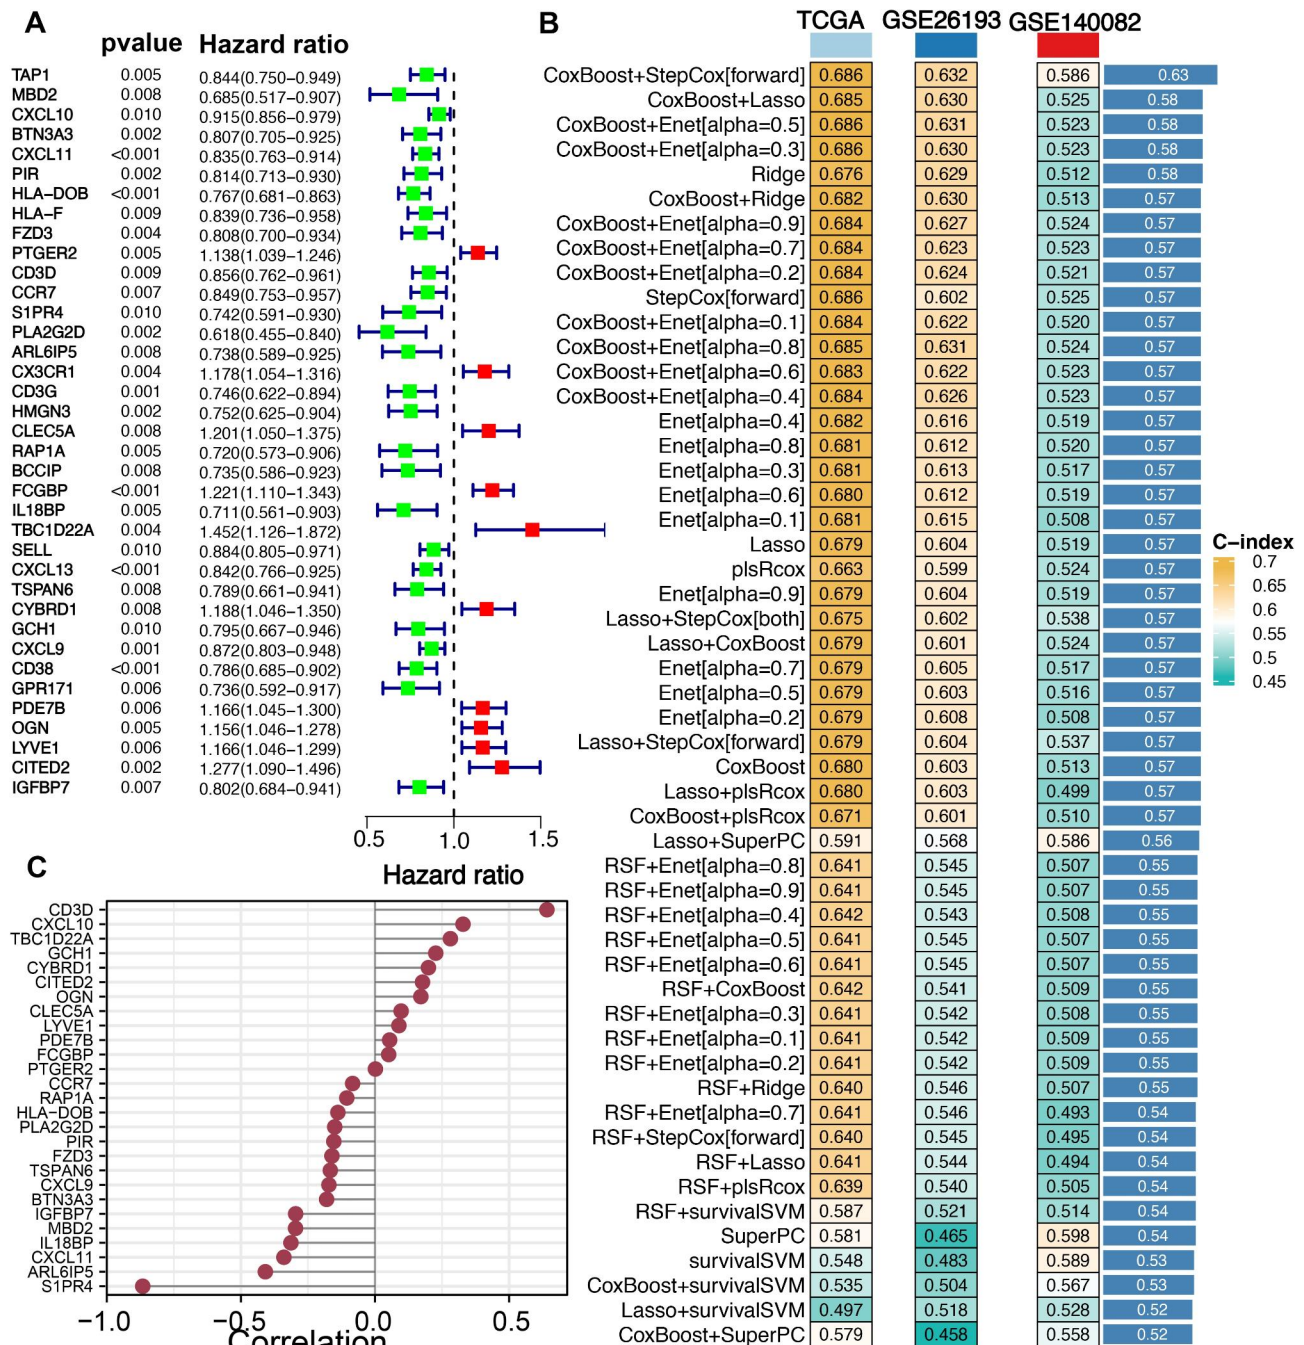 A
pvalue Hazard ratio
TAP1 0.005 0.844(0.750−0.949)
MBD2 0.008 0.685(0.517−0.907)
CXCL10 0.010 0.915(0.856−0.979)
BTN3A3 0.002 0.807(0.705−0.925)
CXCL11 <0.001 0.835(0.763−0.914)
PIR 0.002 0.814(0.713−0.930)
HLA−DOB <0.001 0.767(0.681−0.863)
HLA−F 0.009 0.839(0.736−0.958)
FZD3 0.004 0.808(0.700−0.934)
PTGER2 0.005 1.138(1.039−1.246)
CD3D 0.009 0.856(0.762−0.961)
CCR7 0.007 0.849(0.753−0.957)
S1PR4 0.010 0.742(0.591−0.930)
PLA2G2D 0.002 0.618(0.455−0.840)
ARL6IP5 0.008 0.738(0.589−0.925)
CX3CR1 0.004 1.178(1.054−1.316)
CD3G 0.001 0.746(0.622−0.894)
HMGN3 0.002 0.752(0.625−0.904)
CLEC5A 0.008 1.201(1.050−1.375)
RAP1A 0.005 0.720(0.573−0.906)
BCCIP 0.008 0.735(0.586−0.923)
FCGBP <0.001 1.221(1.110−1.343)
IL18BP 0.005 0.711(0.561−0.903)
TBC1D22A 0.004 1.452(1.126−1.872)
SELL 0.010 0.884(0.805−0.971)
CXCL13 <0.001 0.842(0.766−0.925)
TSPAN6 0.008 0.789(0.661−0.941)
CYBRD1 0.008 1.188(1.046−1.350)
GCH1 0.010 0.795(0.667−0.946)
CXCL9 0.001 0.872(0.803−0.948)
CD38 <0.001 0.786(0.685−0.902)
GPR171 0.006 0.736(0.592−0.917)
PDE7B 0.006 1.166(1.045−1.300)
OGN 0.005 1.156(1.046−1.278)
LYVE1 0.006 1.166(1.046−1.299)
CITED2 0.002 1.277(1.090−1.496)
IGFBP7 0.007 0.802(0.684−0.941)
0.5 1.0 1.5
Hazard ratio
B
TCGA GSE26193 GSE140082
CoxBoost+StepCox[forward] 0.686 0.632 0.586 0.63
CoxBoost+Lasso 0.685 0.630 0.525 0.58
CoxBoost+Enet[alpha=0.5] 0.686 0.631 0.523 0.58
CoxBoost+Enet[alpha=0.3] 0.686 0.630 0.523 0.58
Ridge 0.676 0.629 0.512 0.58
CoxBoost+Ridge 0.682 0.630 0.513 0.57
CoxBoost+Enet[alpha=0.9] 0.684 0.627 0.524 0.57
CoxBoost+Enet[alpha=0.7] 0.684 0.623 0.523 0.57
CoxBoost+Enet[alpha=0.2] 0.684 0.624 0.521 0.57
StepCox[forward] 0.686 0.602 0.525 0.57
CoxBoost+Enet[alpha=0.1] 0.684 0.622 0.520 0.57
CoxBoost+Enet[alpha=0.8] 0.685 0.631 0.524 0.57
CoxBoost+Enet[alpha=0.6] 0.683 0.622 0.523 0.57
CoxBoost+Enet[alpha=0.4] 0.684 0.626 0.523 0.57
Enet[alpha=0.4] 0.682 0.616 0.519 0.57
Enet[alpha=0.8] 0.681 0.612 0.520 0.57
Enet[alpha=0.3] 0.681 0.613 0.517 0.57
Enet[alpha=0.6] 0.680 0.612 0.519 0.57
Enet[alpha=0.1] 0.681 0.615 0.508 0.57
Lasso 0.679 0.604 0.519 0.57
plsRcox 0.663 0.599 0.524 0.57
Enet[alpha=0.9] 0.679 0.604 0.519 0.57
Lasso+StepCox[both] 0.675 0.602 0.538 0.57
Lasso+CoxBoost 0.679 0.601 0.524 0.57
Enet[alpha=0.7] 0.679 0.605 0.517 0.57
Enet[alpha=0.5] 0.679 0.603 0.516 0.57
Enet[alpha=0.2] 0.679 0.608 0.508 0.57
Lasso+StepCox[forward] 0.679 0.604 0.537 0.57
CoxBoost 0.680 0.603 0.513 0.57
Lasso+plsRcox 0.680 0.603 0.499 0.57
CoxBoost+plsRcox 0.671 0.601 0.510 0.57
Lasso+SuperPC 0.591 0.568 0.586 0.56
RSF+Enet[alpha=0.8] 0.641 0.545 0.507 0.55
RSF+Enet[alpha=0.9] 0.641 0.545 0.507 0.55
RSF+Enet[alpha=0.4] 0.642 0.543 0.508 0.55
RSF+Enet[alpha=0.5] 0.641 0.545 0.507 0.55
RSF+Enet[alpha=0.6] 0.641 0.545 0.507 0.55
RSF+CoxBoost 0.642 0.541 0.509 0.55
RSF+Enet[alpha=0.3] 0.641 0.542 0.508 0.55
RSF+Enet[alpha=0.1] 0.641 0.542 0.509 0.55
RSF+Enet[alpha=0.2] 0.641 0.542 0.509 0.55
RSF+Ridge 0.640 0.546 0.507 0.55
RSF+Enet[alpha=0.7] 0.641 0.546 0.493 0.54
RSF+StepCox[forward] 0.640 0.545 0.495 0.54
RSF+Lasso 0.641 0.544 0.494 0.54
RSF+plsRcox 0.639 0.540 0.505 0.54
RSF+survivalSVM 0.587 0.521 0.514 0.54
SuperPC 0.581 0.465 0.598 0.54
survivalSVM 0.548 0.483 0.589 0.53
CoxBoost+survivalSVM 0.535 0.504 0.567 0.53
Lasso+survivalSVM 0.497 0.518 0.528 0.52
CoxBoost+SuperPC 0.579 0.458 0.558 0.52
C−index
0.7
0.65
0.6
0.55
0.5
0.45
C
CD3D
CXCL10
TBC1D22A
GCH1
CYBRD1
CITED2
OGN
CLEC5A
LYVE1
PDE7B
FCGBP
PTGER2
CCR7
RAP1A
HLA−DOB
PLA2G2D
PIR
FZD3
TSPAN6
CXCL9
BTN3A3
IGFBP7
MBD2
IL18BP
CXCL11
ARL6IP5
S1PR4
−1.0 −0.5 0.0 0.5
Correlation